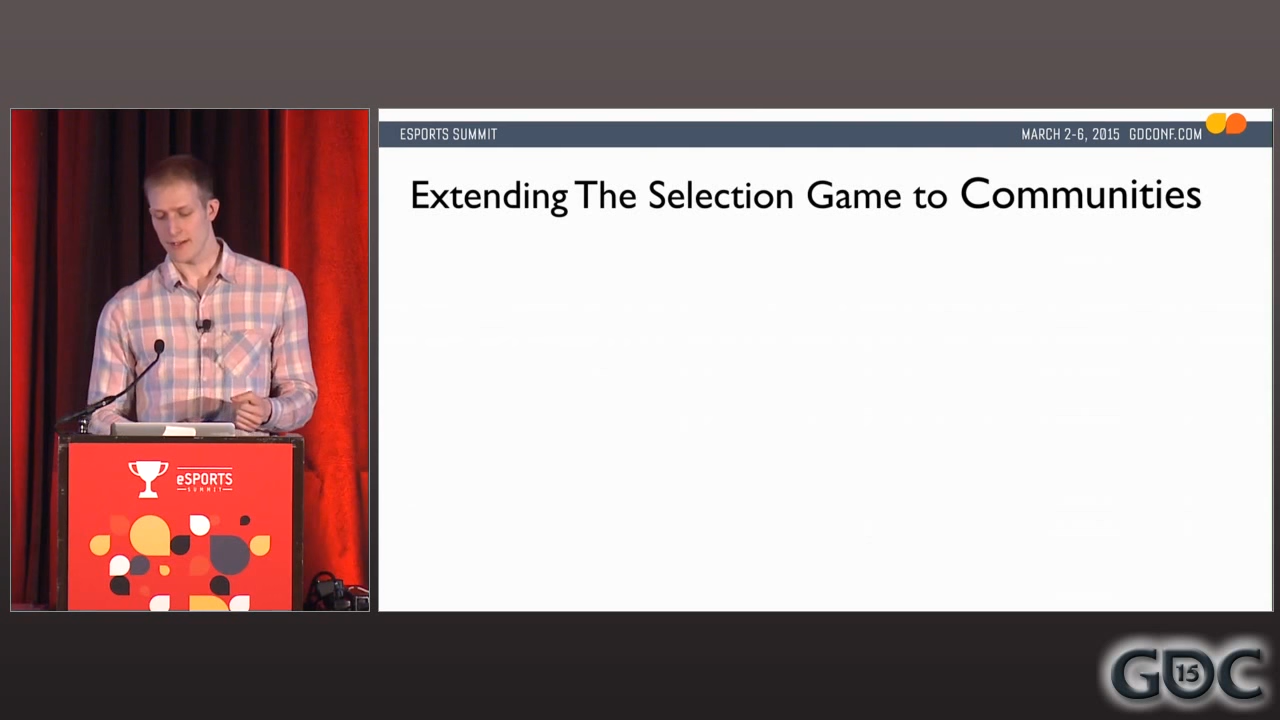 ESPORTS SUMMIT
MARCH 2-6, 2015 GDCONF.COM
Extending The Selection Game to Communities
eSPORTS
SUMMIT
GDC
15